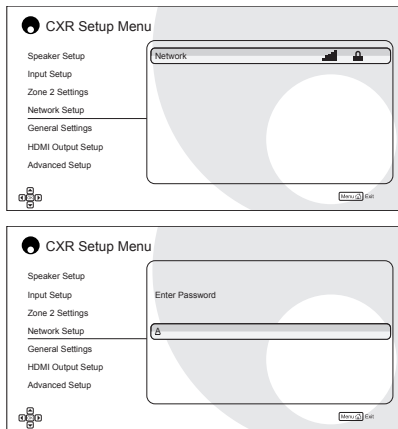 CXR Setup Menu
Speaker Setup
Input Setup
Zone 2 Settings
Network Setup
General Settings
HDMI Output Setup
Advanced Setup
Network
Menu Exit
CXR Setup Menu
Speaker Setup
Input Setup
Zone 2 Settings
Network Setup
General Settings
HDMI Output Setup
Advanced Setup
Enter Password
A
Menu Exit